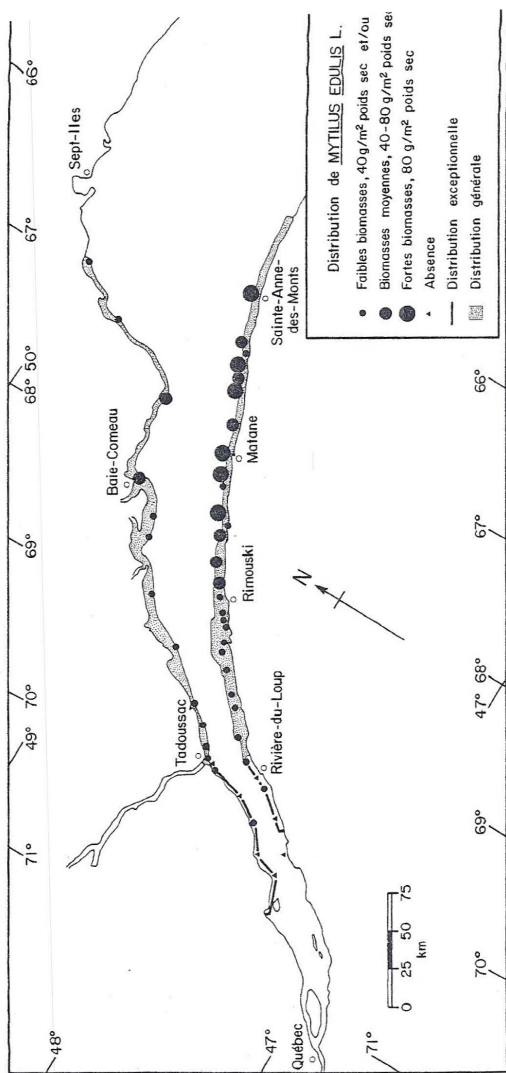 66°
67°
68° 50°
69°
70°
49°
71°
48°
47°
Sept-Iles
Baie-Comeau
Tadoussac
Sainte-Anne-
des-Monts
Matane
Rimouski
Rivière-du-Loup
Québec
N
0 25 50 75
km
66°
67°
68°
47°
69°
70°
71°
Distribution de MYTILUS EDULIS L.
Faibles biomasses, 40g/m² poids sec et/ou
Biomasses moyennes, 40-80 g/m² poids sec
Fortes biomasses, 80 g/m² poids sec
Absence
Distribution exceptionnelle
Distribution générale